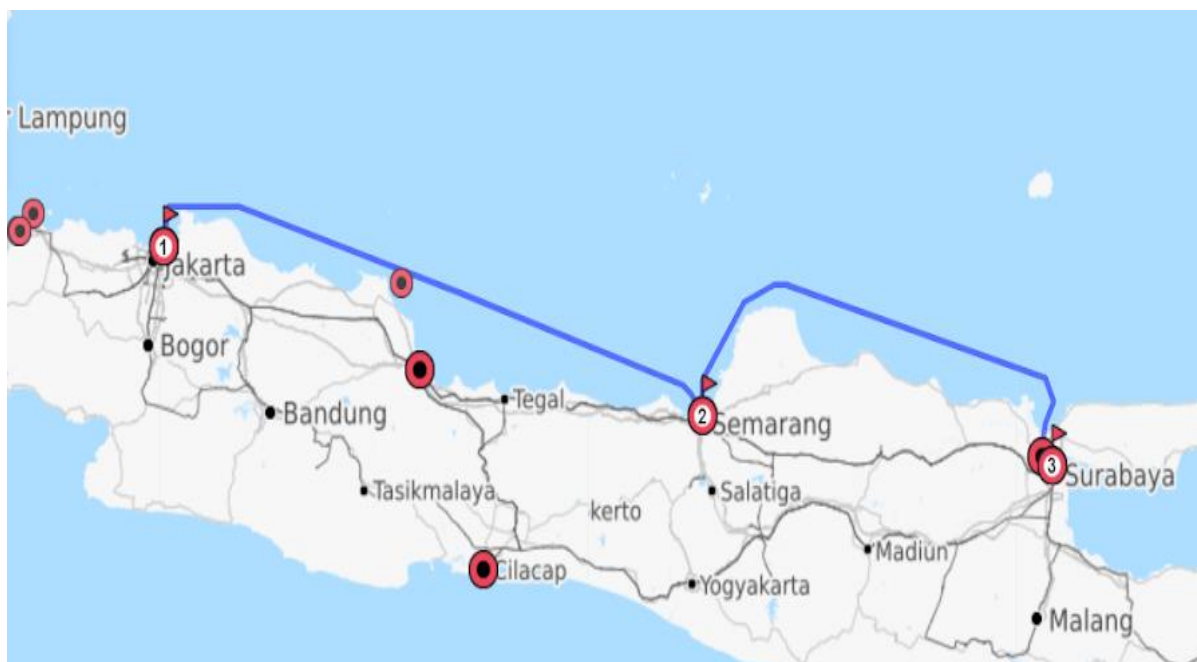 r Lampung
1
Jakarta
Bogor
Bandung
Tegal
2
Semarang
3
Surabaya
Tasikmalaya
Salatiga
kerto
Cilacap
Madiun
Yogyakarta
Malang